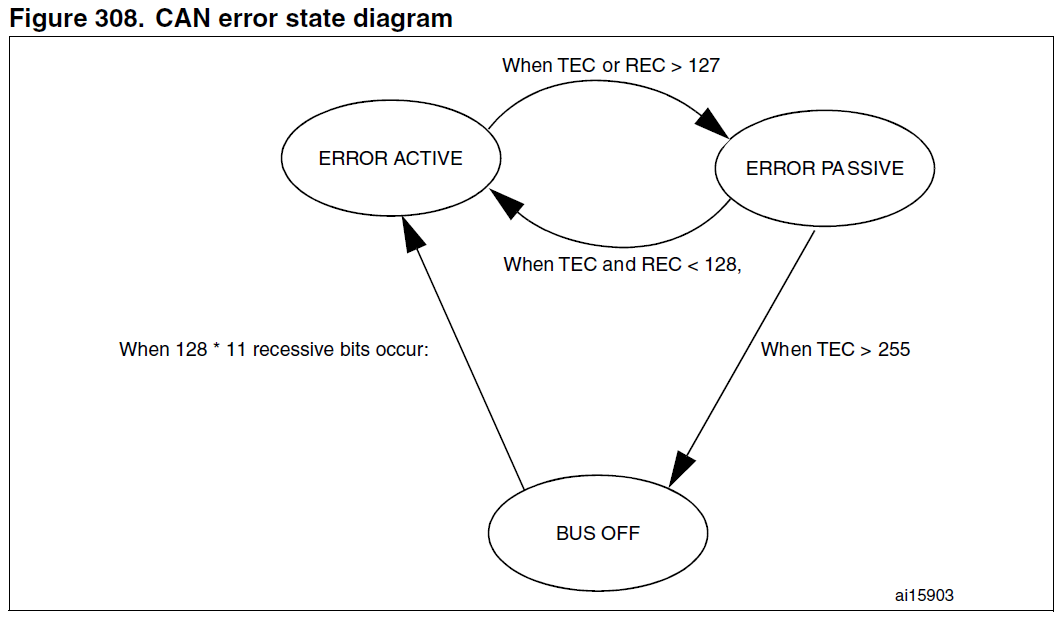 Figure 308. CAN error state diagram
When TEC or REC > 127
ERROR ACTIVE
ERROR PASSIVE
When TEC and REC < 128,
When 128 * 11 recessive bits occur:
When TEC > 255
BUS OFF
ai15903